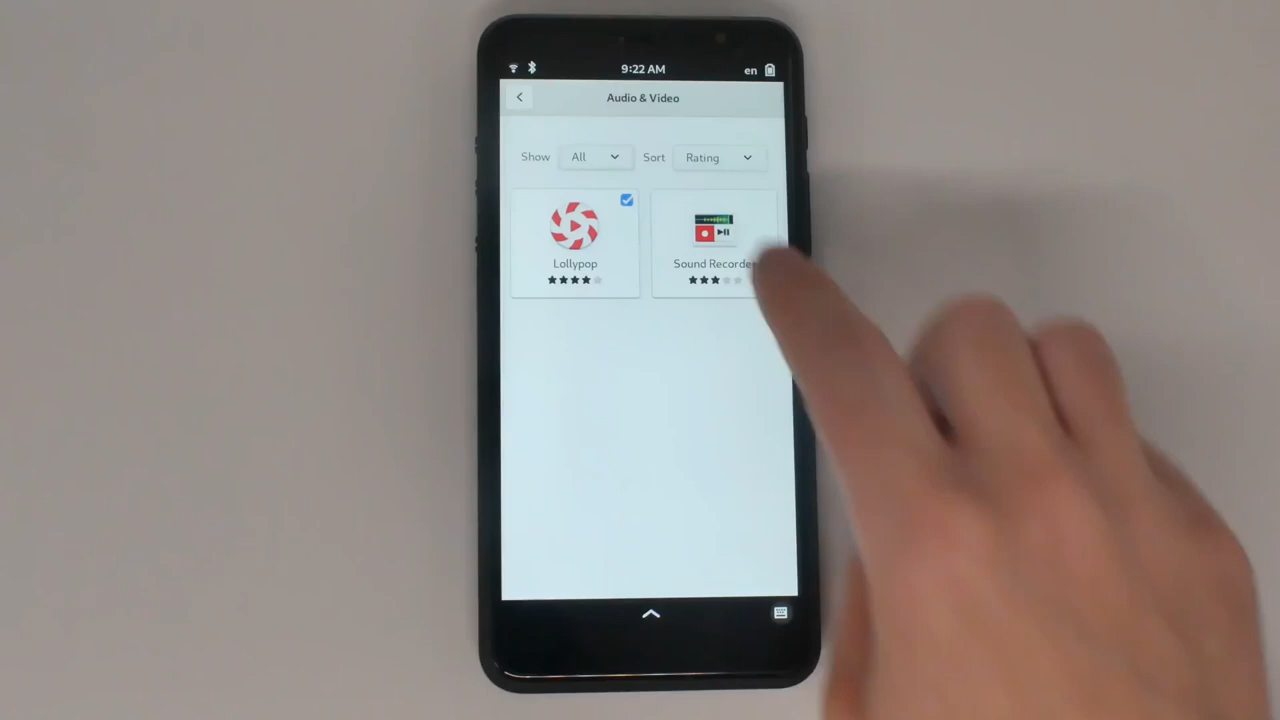 9:22 AM
en
Audio & Video
Show All Sort Rating
Lollypop
Sound Recorder